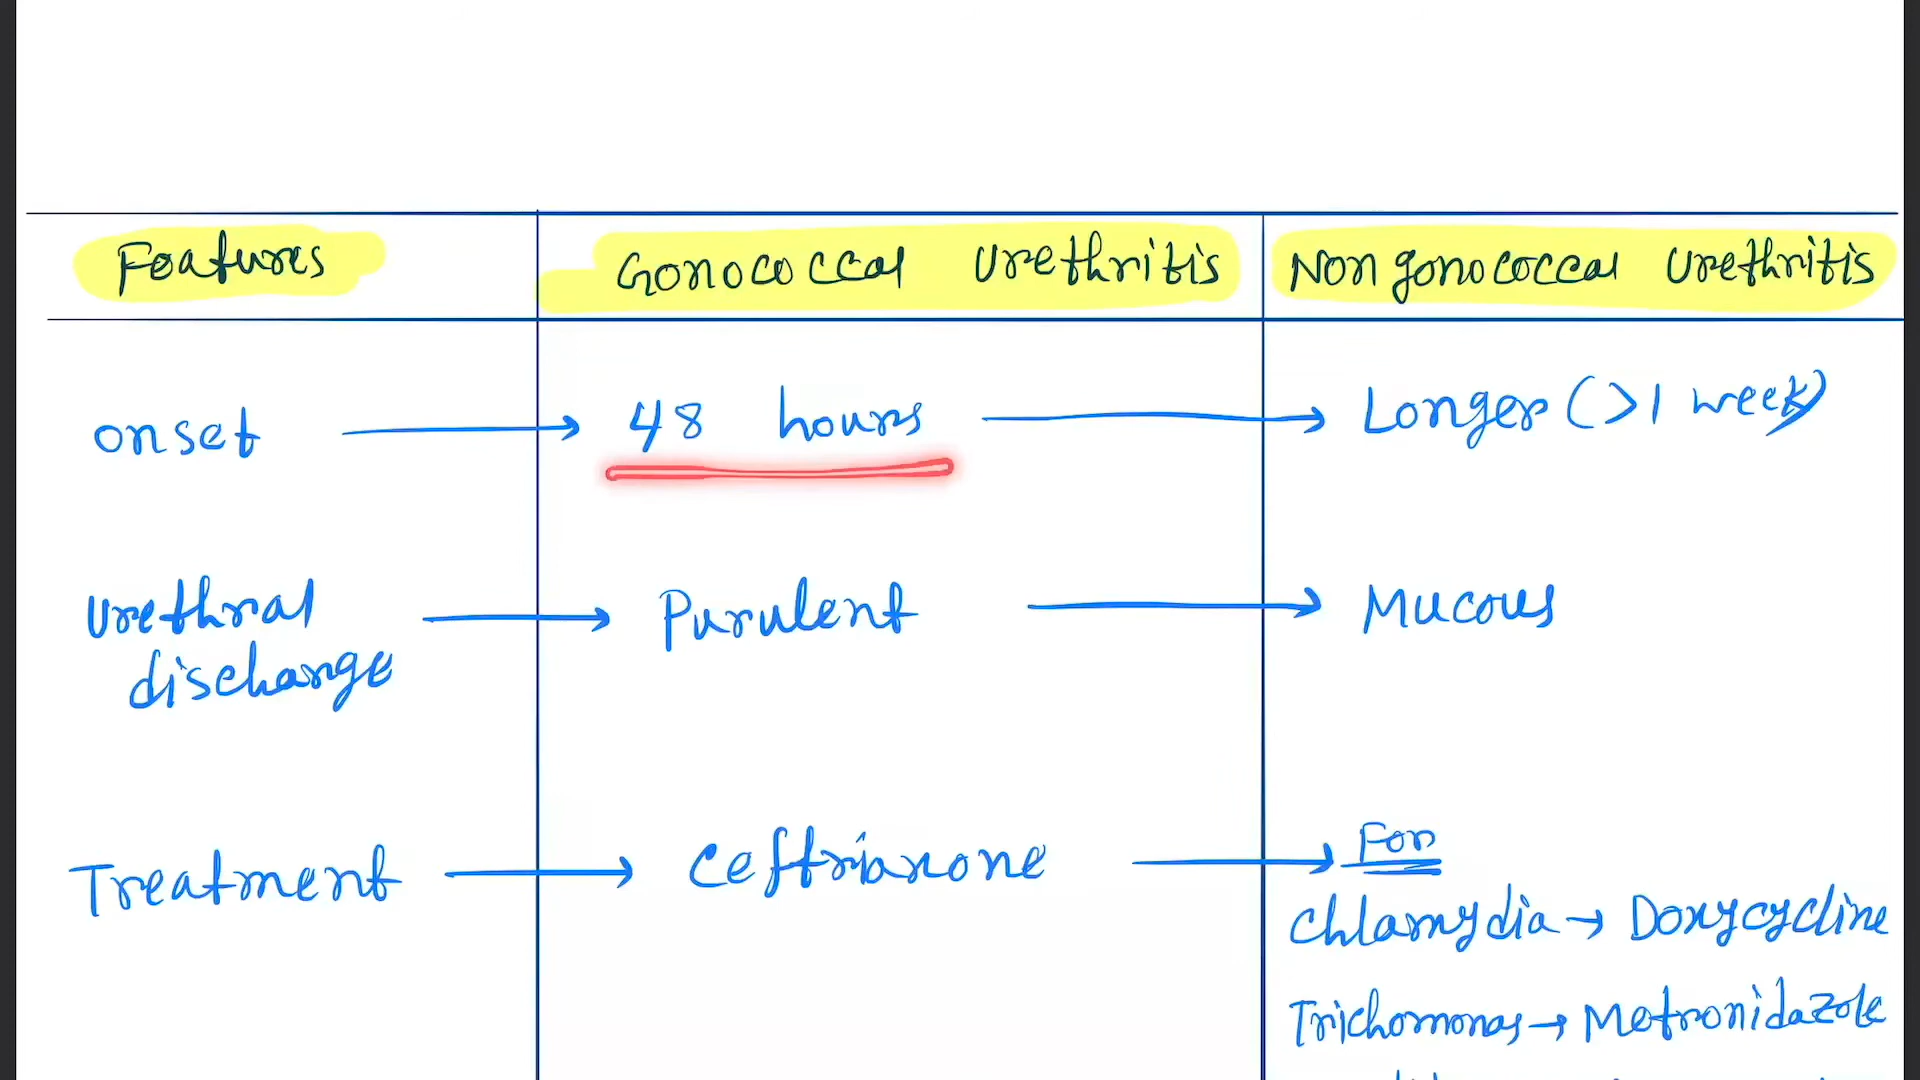 Features Gonococcal Urethritis Non gonococcal Urethritis
onset → 48 hours → Longer (>1 week)
Urethral discharge → Purulent → Mucous
Treatment → Ceftriaxone → For
Chlamydia → Doxycycline
Trichomonas → Metronidazole